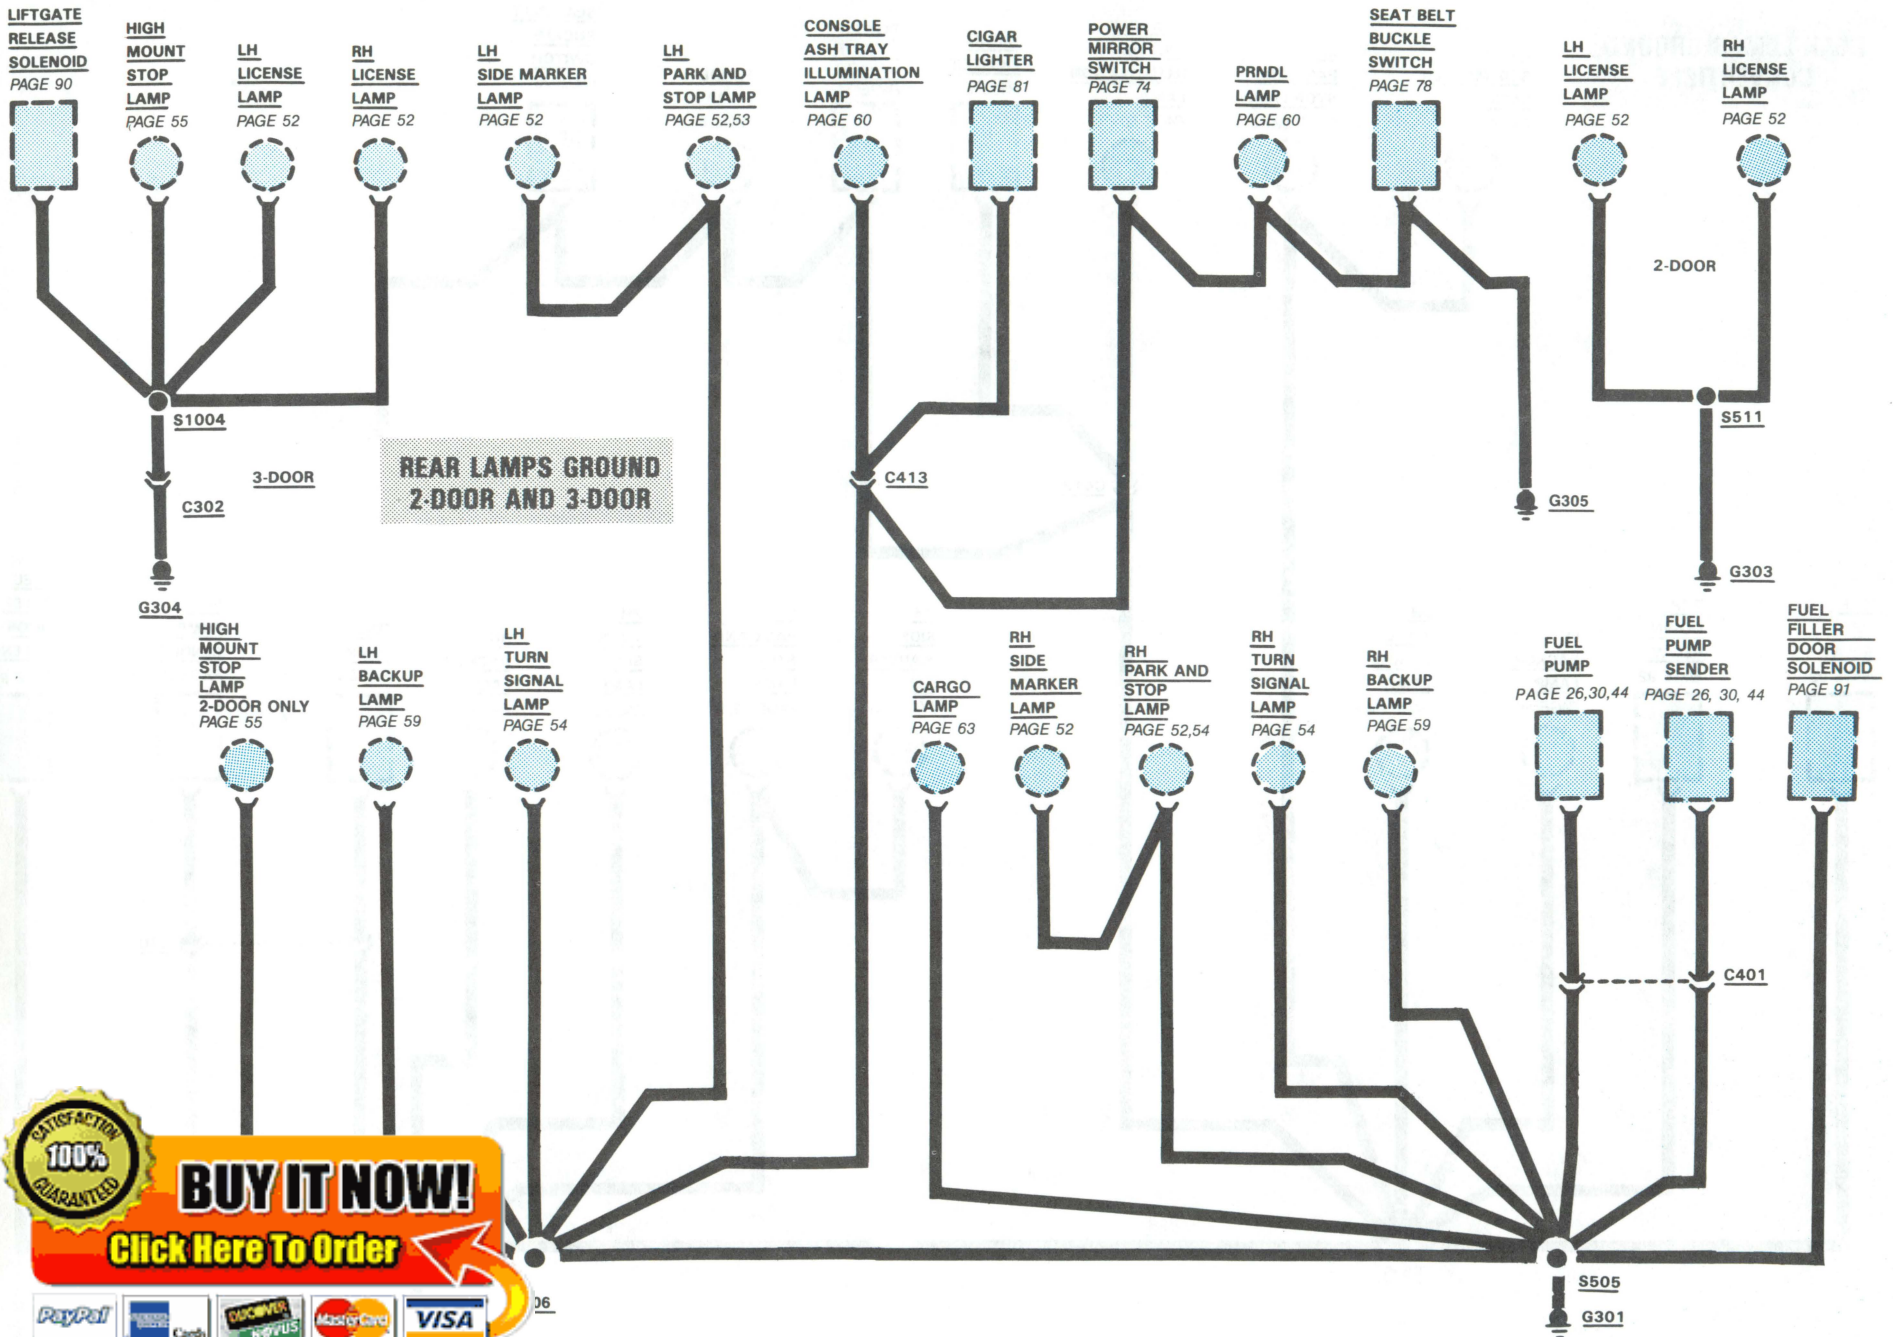 LIFTGATE
RELEASE
SOLENOID
PAGE 90
HIGH
MOUNT
STOP
LAMP
PAGE 55
LH
LICENSE
LAMP
PAGE 52
RH
LICENSE
LAMP
PAGE 52
LH
SIDE MARKER
LAMP
PAGE 52
LH
PARK AND
STOP LAMP
PAGE 52,53
CONSOLE
ASH TRAY
ILLUMINATION
LAMP
PAGE 60
CIGAR
LIGHTER
PAGE 81
POWER
MIRROR
SWITCH
PAGE 74
PRNDL
LAMP
PAGE 60
SEAT BELT
BUCKLE
SWITCH
PAGE 78
LH
LICENSE
LAMP
PAGE 52
RH
LICENSE
LAMP
PAGE 52
2-DOOR
S1004
S511
3-DOOR
REAR LAMPS GROUND
2-DOOR AND 3-DOOR
C413
C302
G305
G304
G303
HIGH
MOUNT
STOP
LAMP
2-DOOR ONLY
PAGE 55
LH
BACKUP
LAMP
PAGE 59
LH
TURN
SIGNAL
LAMP
PAGE 54
CARGO
LAMP
PAGE 63
RH
SIDE
MARKER
LAMP
PAGE 52
RH
PARK AND
STOP
LAMP
PAGE 52,54
RH
TURN
SIGNAL
LAMP
PAGE 54
RH
BACKUP
LAMP
PAGE 59
FUEL
PUMP
PAGE 26,30,44
FUEL
PUMP
SENDER
PAGE 26, 30, 44
FUEL
FILLER
DOOR
SOLENOID
PAGE 91
C401
SATISFACTION
100%
GUARANTEED
BUY IT NOW!
Click Here To Order
06
S505
G301
PayPal
Cards
DISCOVER
NOVUS
MasterCard
VISA